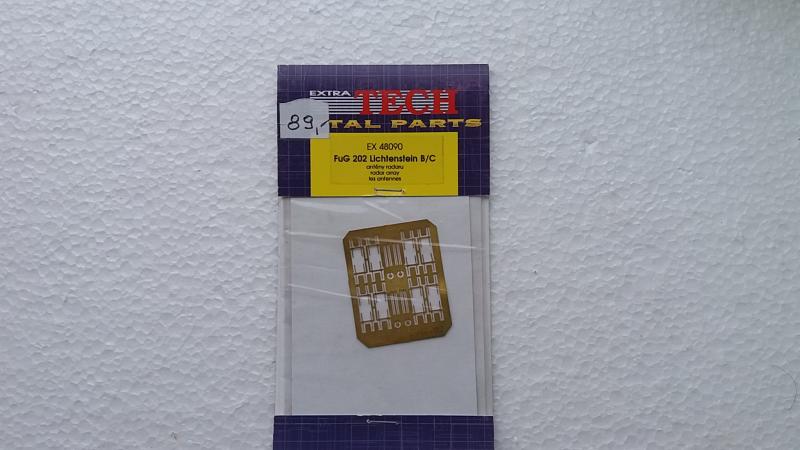 EXTRA
TECH
89,-
TAL PARTS
EX 48090
FuG 202 Lichtenstein B/C
antény radaru
radar array
les antennes